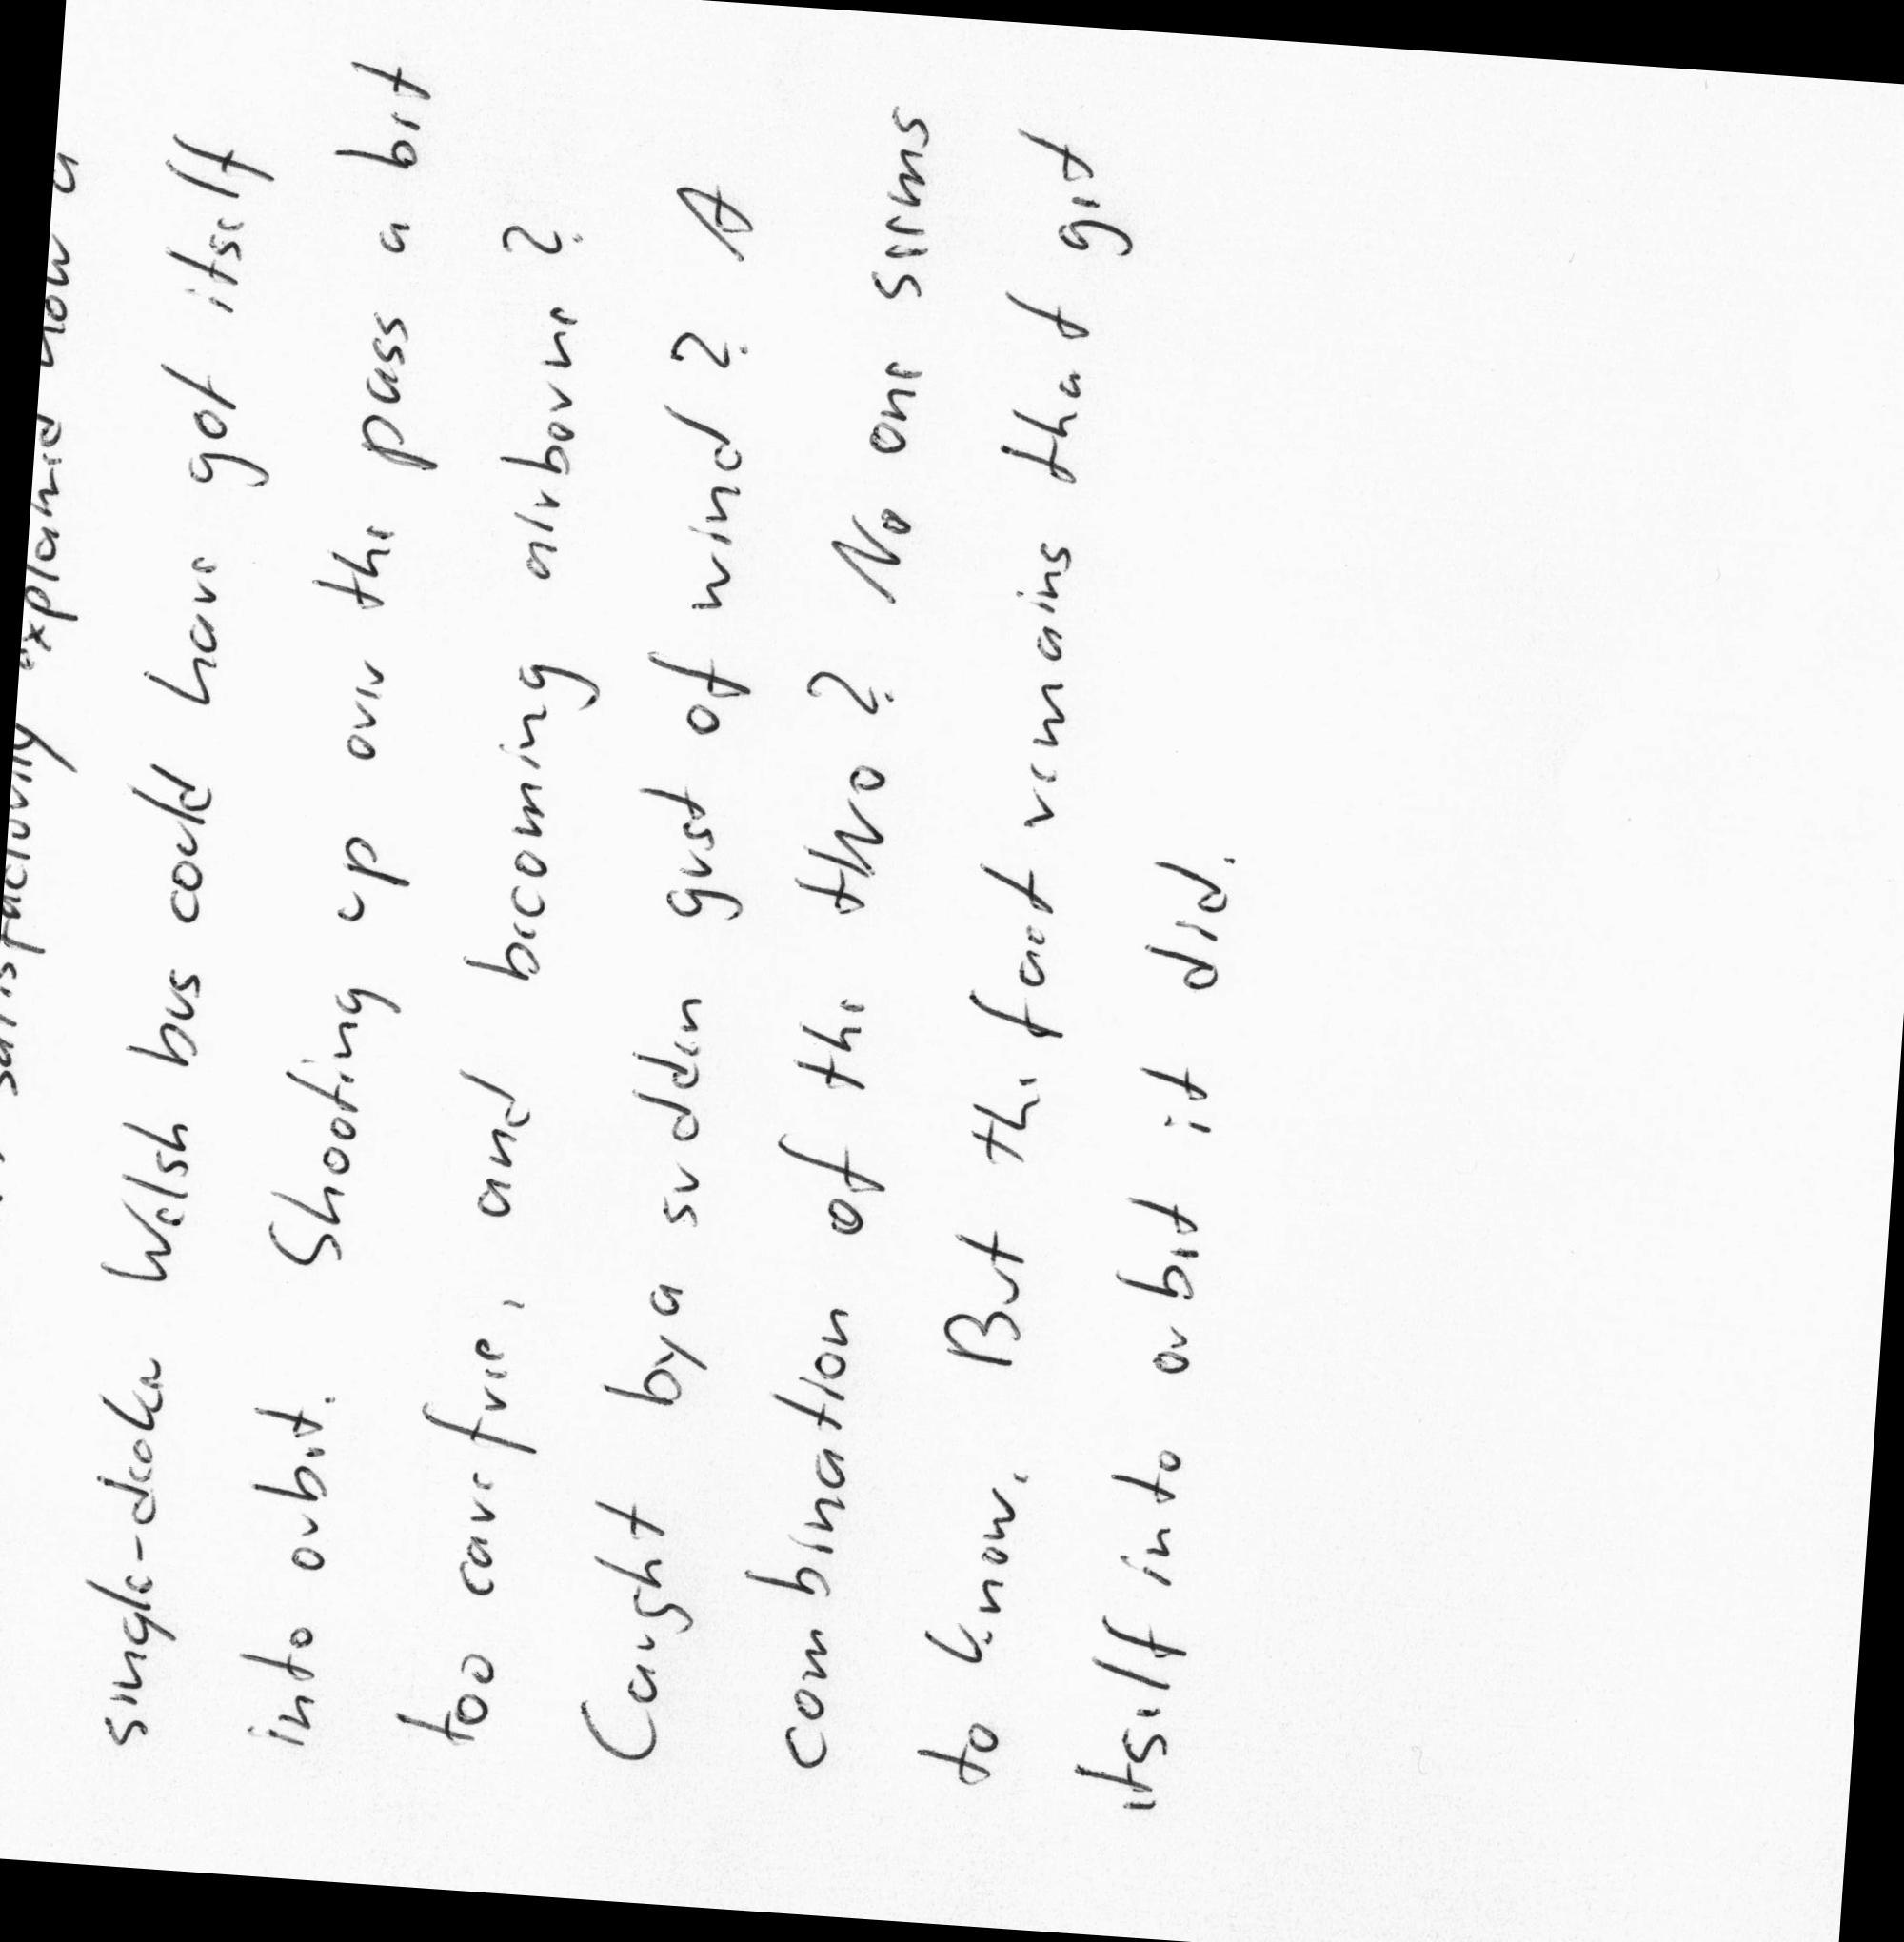 satisfactorily explained how a
single-decker Welsh bus could have got itself
into orbit. Shooting up over the pass a bit
too carefree, and becoming airborne?
Caught by a sudden gust of wind? A
combination of the two? No one seems
to know. But the fact remains that get
itself into orbit it did.